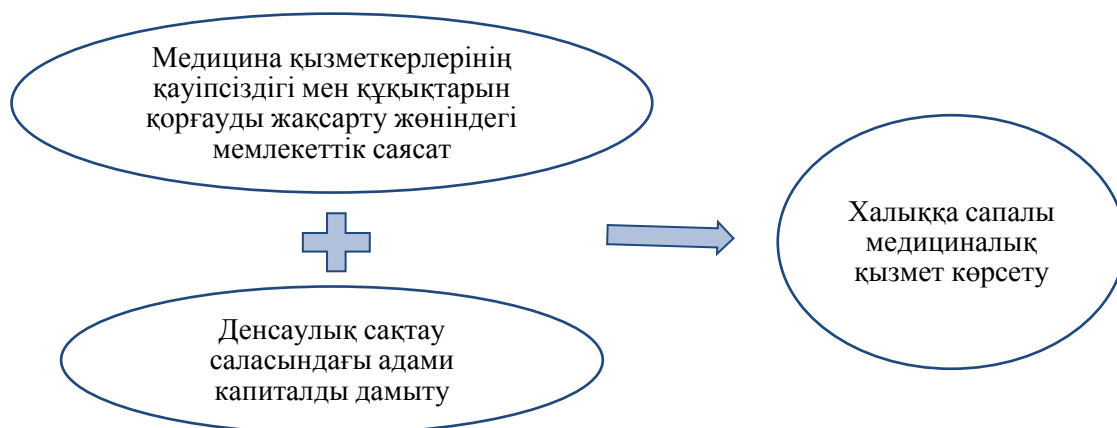 Медицина қызметкерлерінің
қауіпсіздігі мен құқықтарын
қорғауды жақсарту жөніндегі
мемлекеттік саясат
Денсаулық сақтау
саласындағы адами
капиталды дамыту
Халыққа сапалы
медициналық
қызмет көрсету